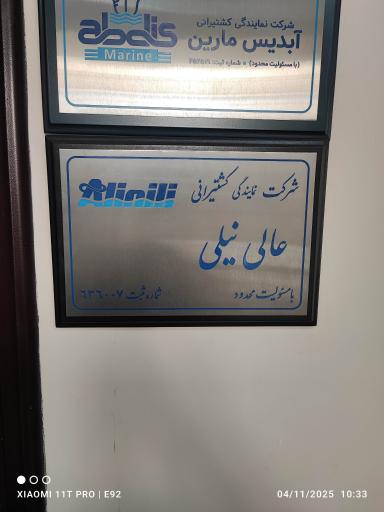 شرکت نمایندگی کشتیرانی
آبدیس مارین
abdis
Marine
(با مسئولیت محدود)
شرکت نمایندگی کشتیرانی
Alinili
عالی نیلی
با مسئولیت محدود
شماره ثبت ٦٣٦٠٠٧
XIAOMI 11T PRO | E92
04/11/2025 10:33